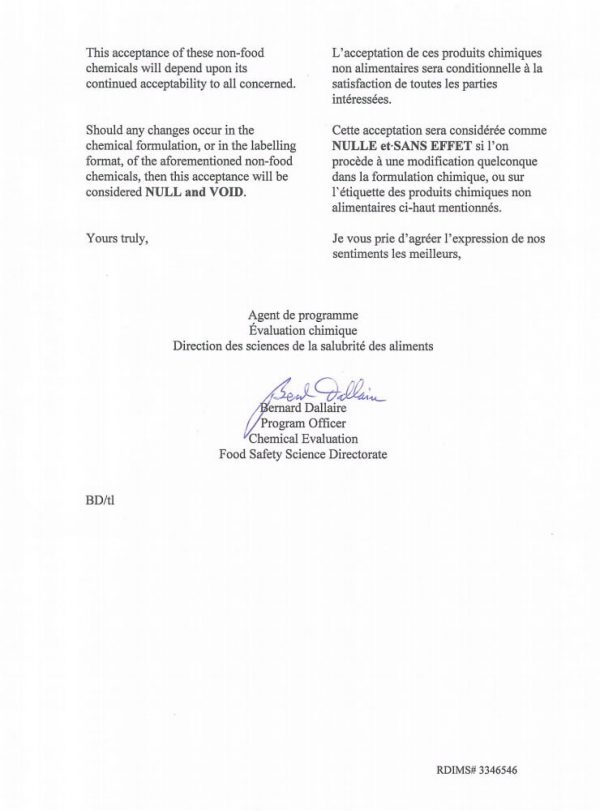 This acceptance of these non-food
chemicals will depend upon its
continued acceptability to all concerned.
Should any changes occur in the
chemical formulation, or in the labelling
format, of the aforementioned non-food
chemicals, then this acceptance will be
considered NULL and VOID.
Yours truly,
L'acceptation de ces produits chimiques
non alimentaires sera conditionnelle à la
satisfaction de toutes les parties
intéressées.
Cette acceptation sera considérée comme
NULLE et SANS EFFET si l'on
procède à une modification quelconque
dans la formulation chimique, ou sur
l'étiquette des produits chimiques non
alimentaires ci-haut mentionnés.
Je vous prie d'agréer l'expression de nos
sentiments les meilleurs,
Agent de programme
Évaluation chimique
Direction des sciences de la salubrité des aliments
Bernard Dallaire
Program Officer
Chemical Evaluation
Food Safety Science Directorate
BD/tl
RDIMS# 3346546